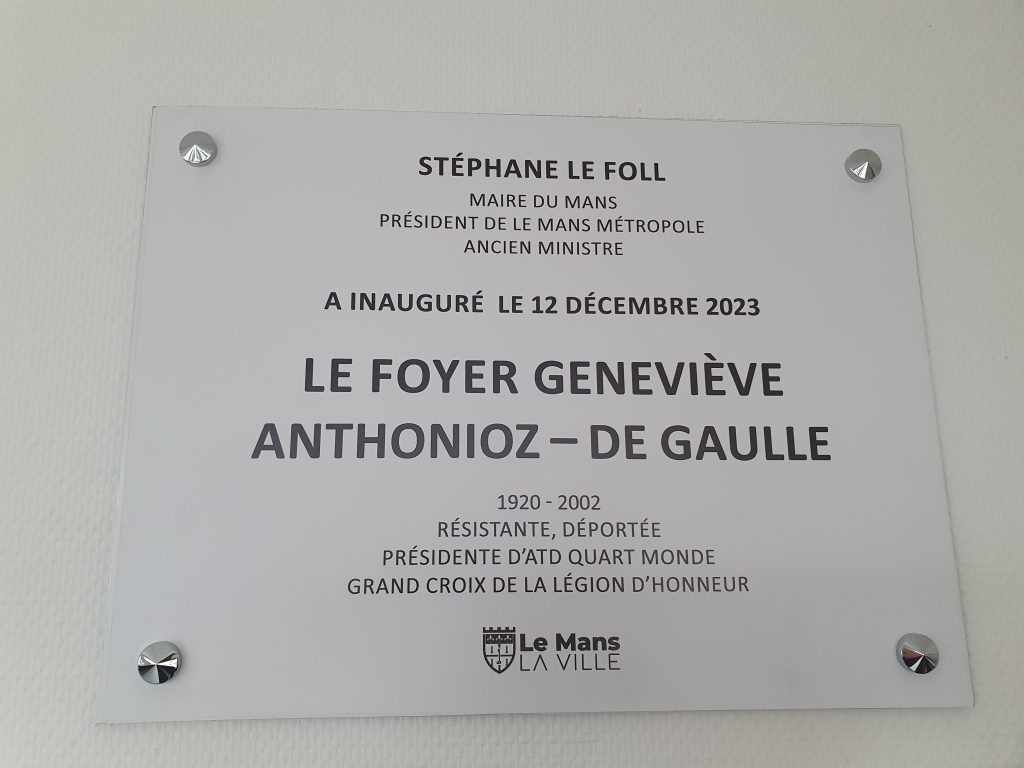 STÉPHANE LE FOLL
MAIRE DU MANS
PRÉSIDENT DE LE MANS MÉTROPOLE
ANCIEN MINISTRE
A INAUGURÉ LE 12 DÉCEMBRE 2023
LE FOYER GENEVIÈVE
ANTHONIOZ – DE GAULLE
1920 - 2002
RÉSISTANTE, DÉPORTÉE
PRÉSIDENTE D'ATD QUART MONDE
GRAND CROIX DE LA LÉGION D'HONNEUR
Le Mans
LA VILLE